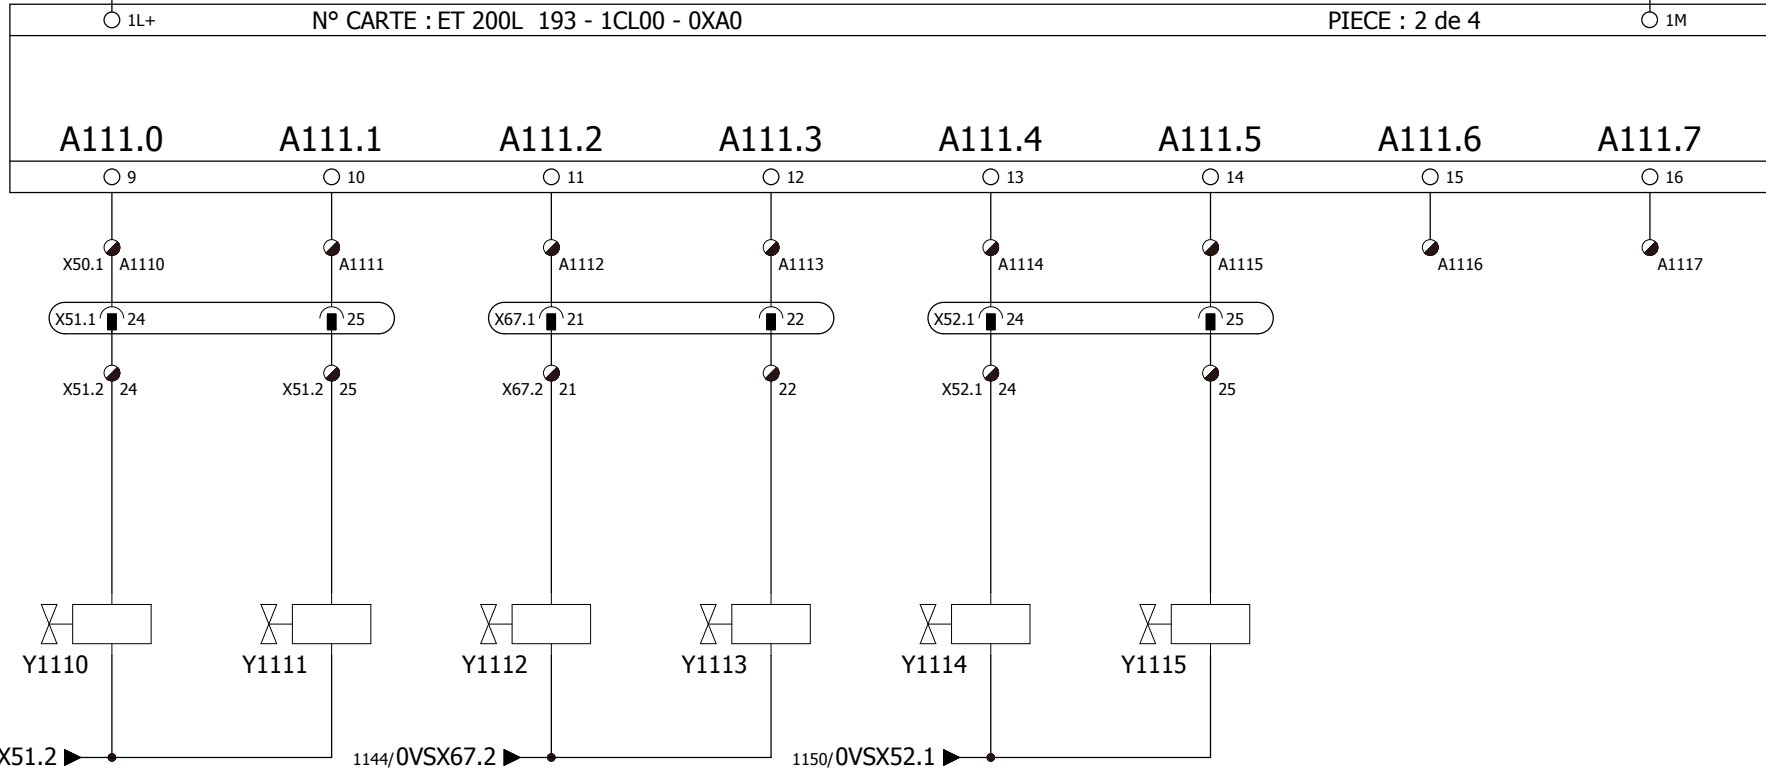 1L+ N° CARTE : ET 200L 193 - 1CL00 - 0XA0 PIECE : 2 de 4 1M
A111.0 A111.1 A111.2 A111.3 A111.4 A111.5 A111.6 A111.7
9 10 11 12 13 14 15 16
X50.1 A1110 A1111 A1112 A1113 A1114 A1115 A1116 A1117
X51.1 24 25 X67.1 21 22 X52.1 24 25
X51.2 24 X51.2 25 X67.2 21 22 X52.1 24 25
Y1110 Y1111 Y1112 Y1113 Y1114 Y1115
X51.2 1144/0VSX67.2 1150/0VSX52.1